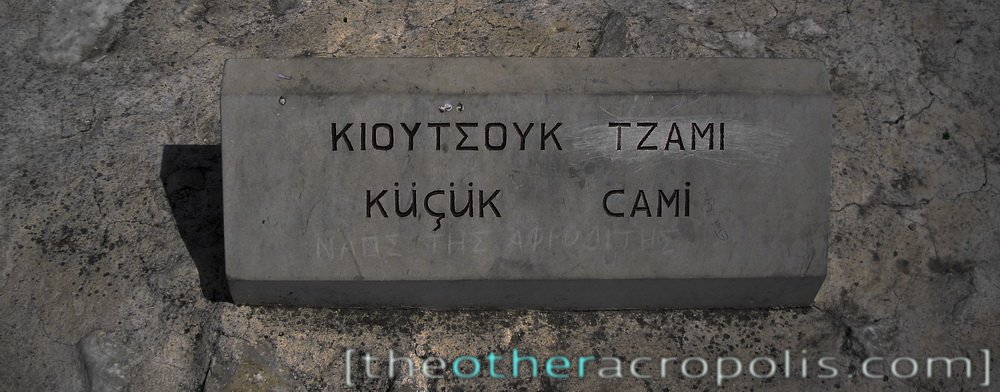 ΚΙΟΥΤΣΟΥΚ ΤΖΑΜΙ
KÜÇÜK CAMİ
ΝΑΟΣ ΤΗΣ ΑΦΡΟΔΙΤΗΣ
[theotheracropolis.com]